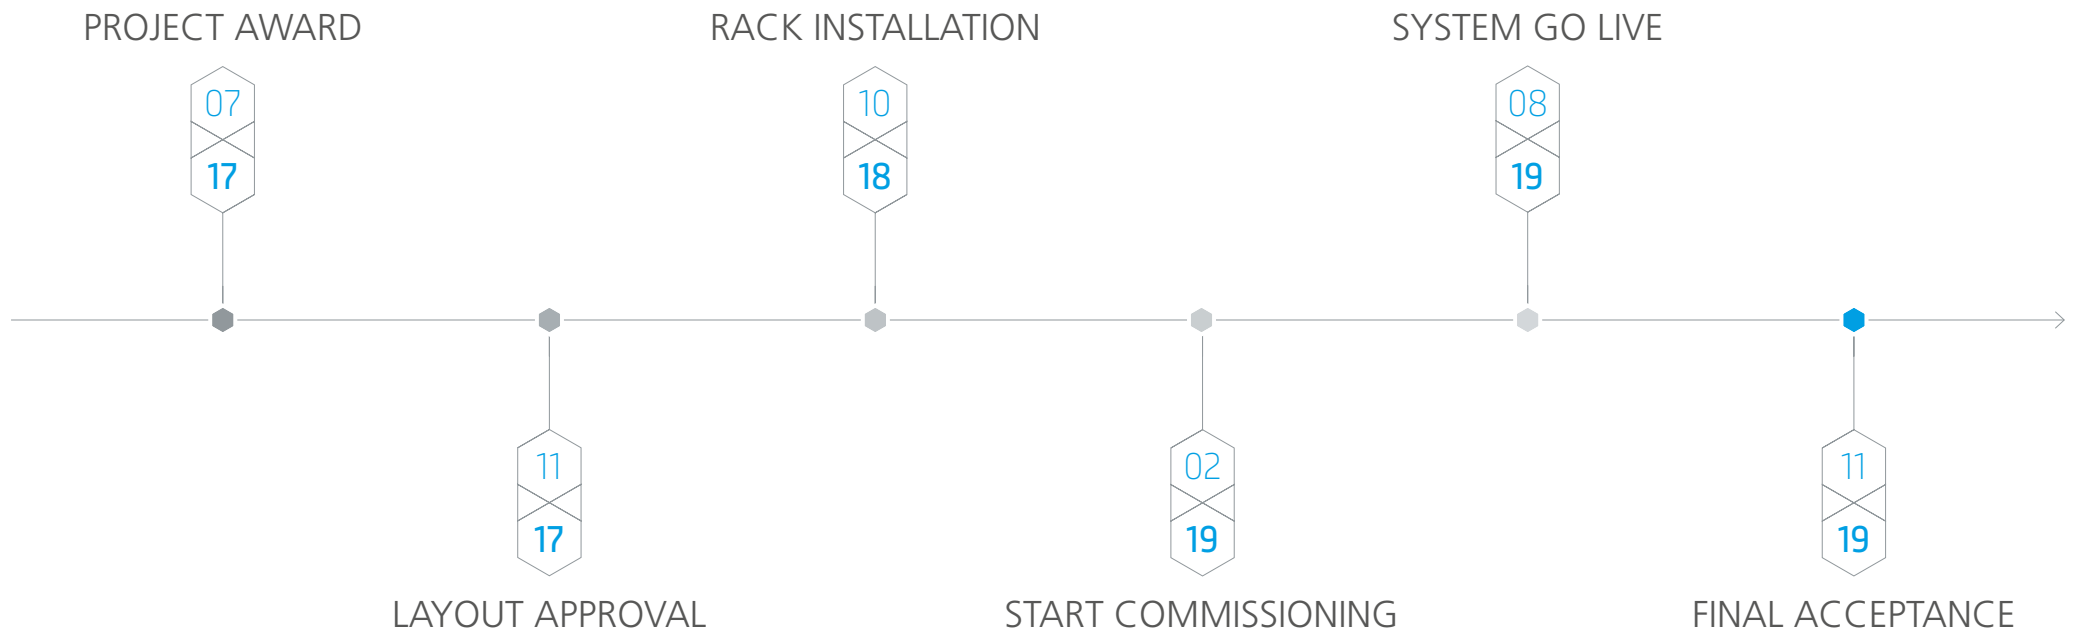 PROJECT AWARD
07
17
LAYOUT APPROVAL
11
17
RACK INSTALLATION
10
18
START COMMISSIONING
02
19
SYSTEM GO LIVE
08
19
FINAL ACCEPTANCE
11
19